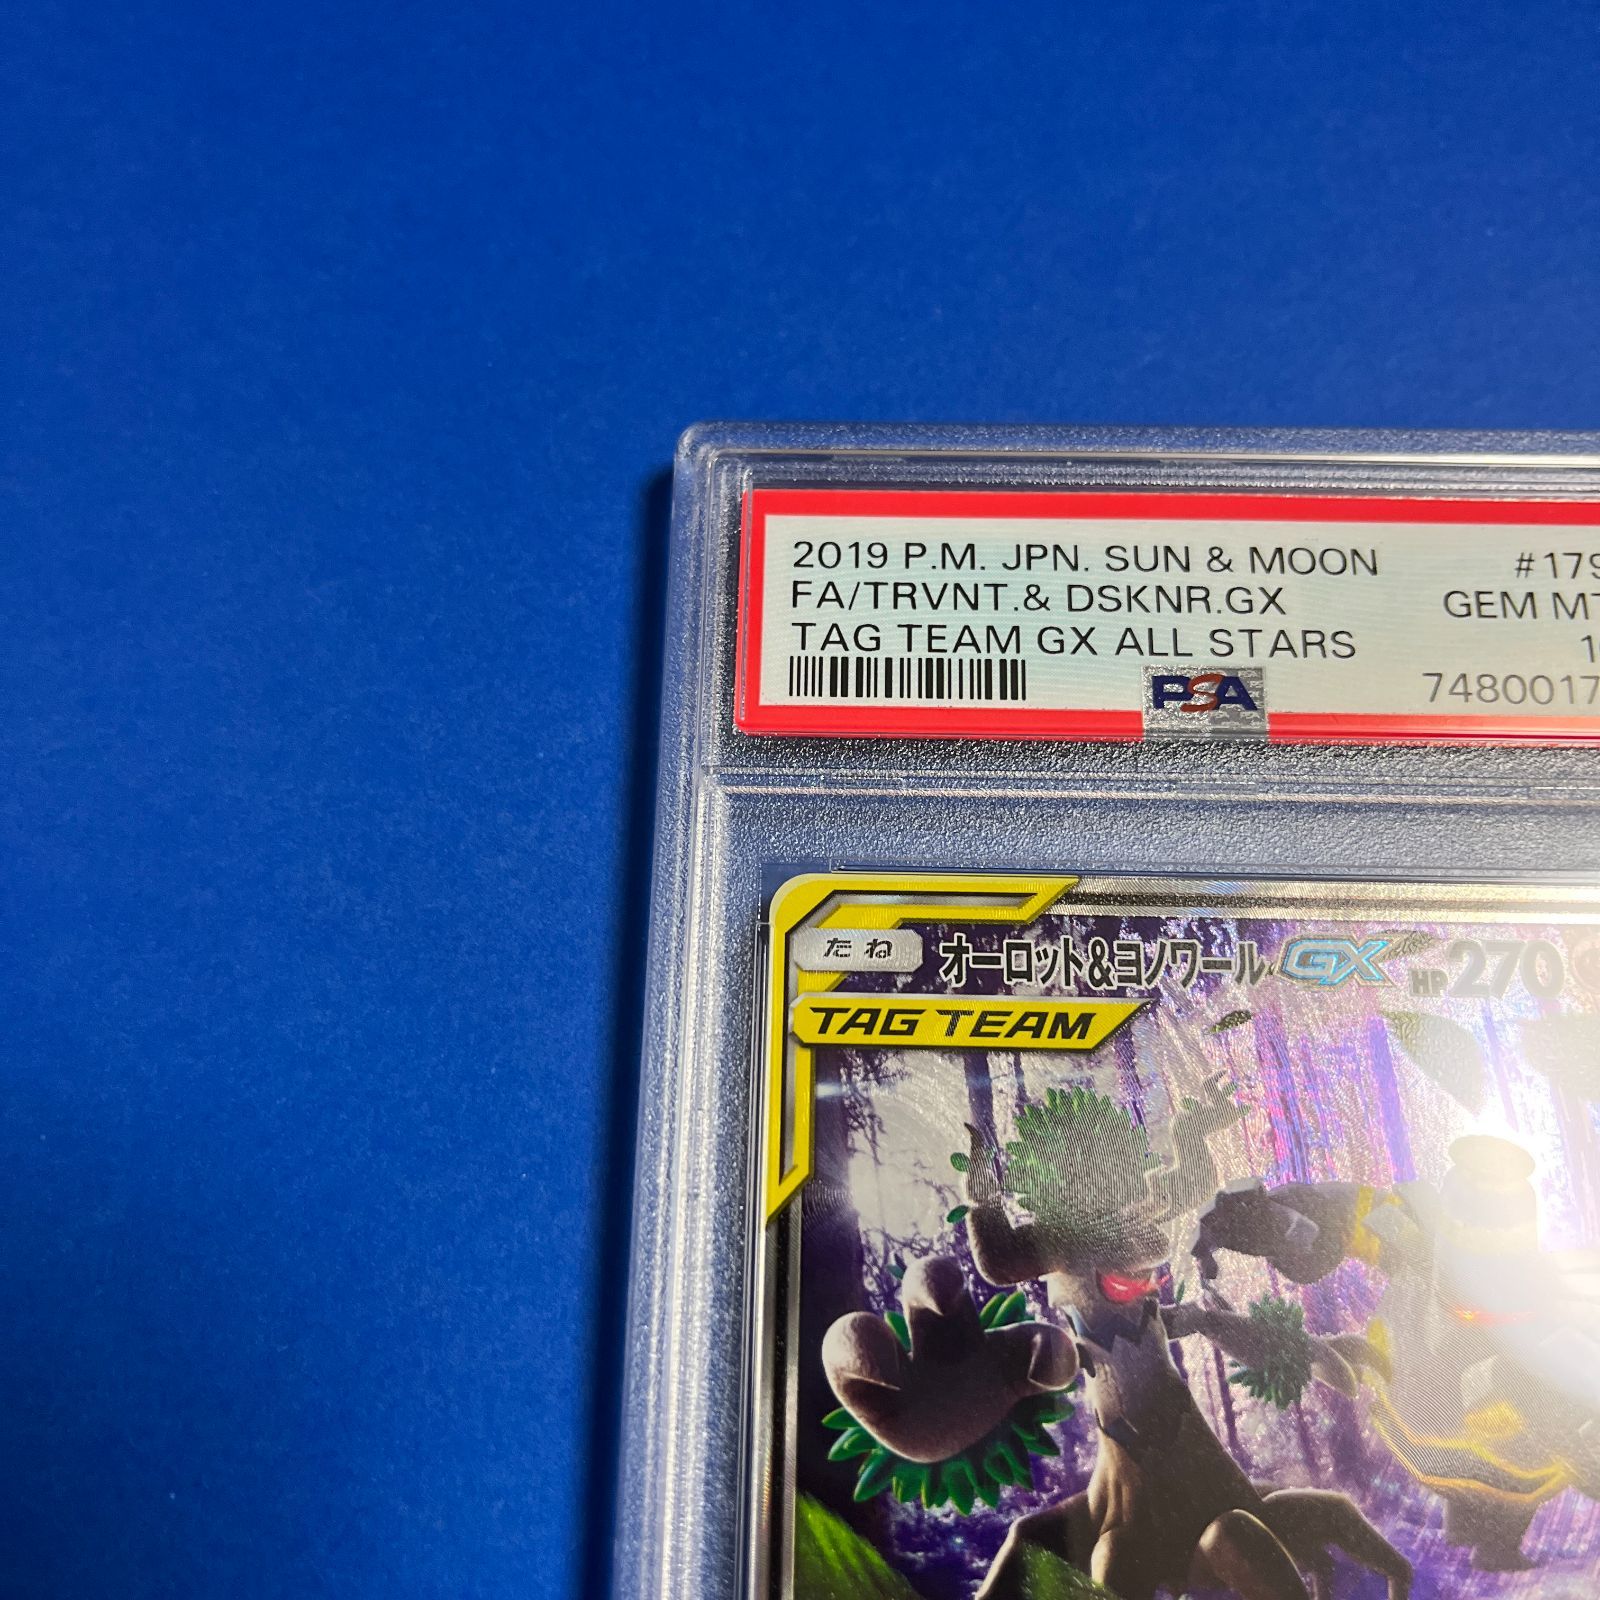 2019 P.M. JPN. SUN & MOON #179
FA/TRVNT.& DSKNR.GX GEM MT
TAG TEAM GX ALL STARS
PSA 7480017
たね オーロット&ヨノワールGX HP270
TAG TEAM